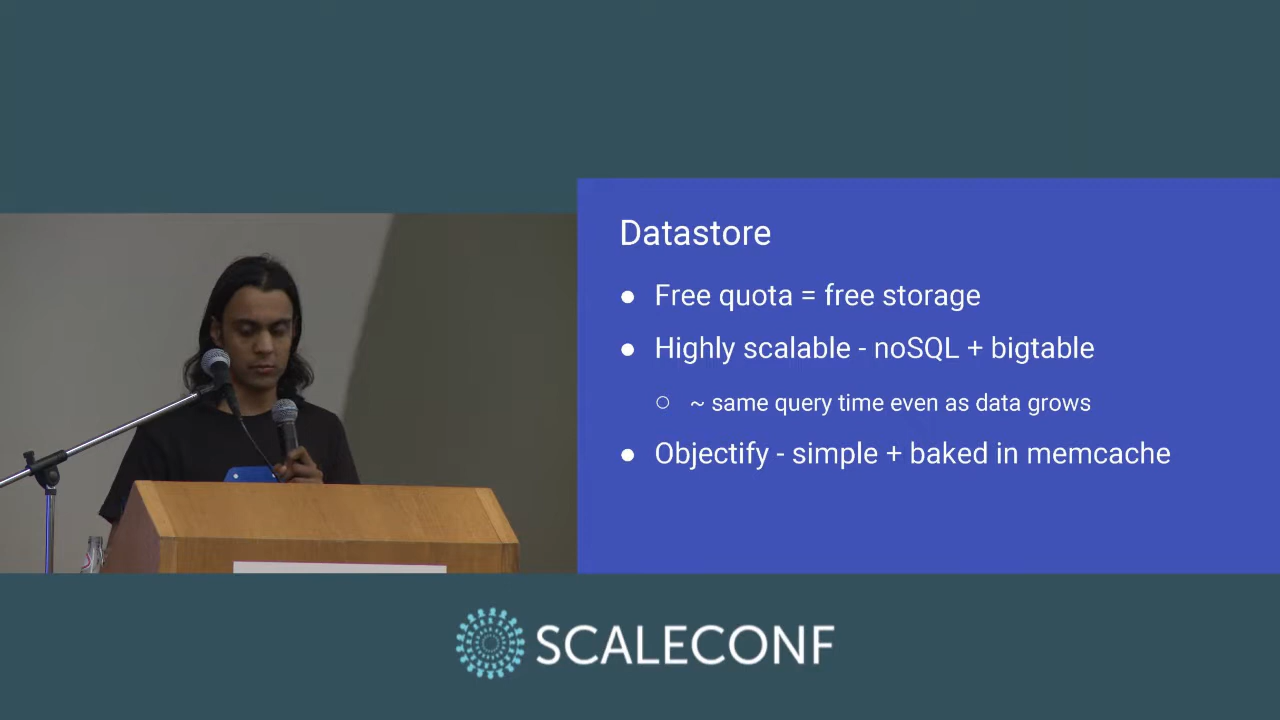 Datastore
● Free quota = free storage
● Highly scalable - noSQL + bigtable
○ ~ same query time even as data grows
● Objectify - simple + baked in memcache
SCALECONF